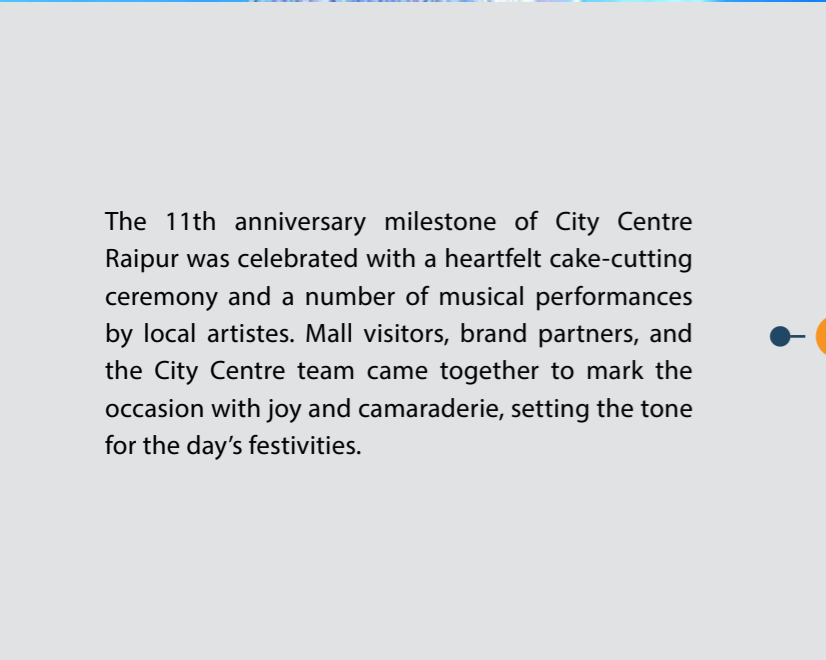 The 11th anniversary milestone of City Centre
Raipur was celebrated with a heartfelt cake-cutting
ceremony and a number of musical performances
by local artistes. Mall visitors, brand partners, and
the City Centre team came together to mark the
occasion with joy and camaraderie, setting the tone
for the day’s festivities.